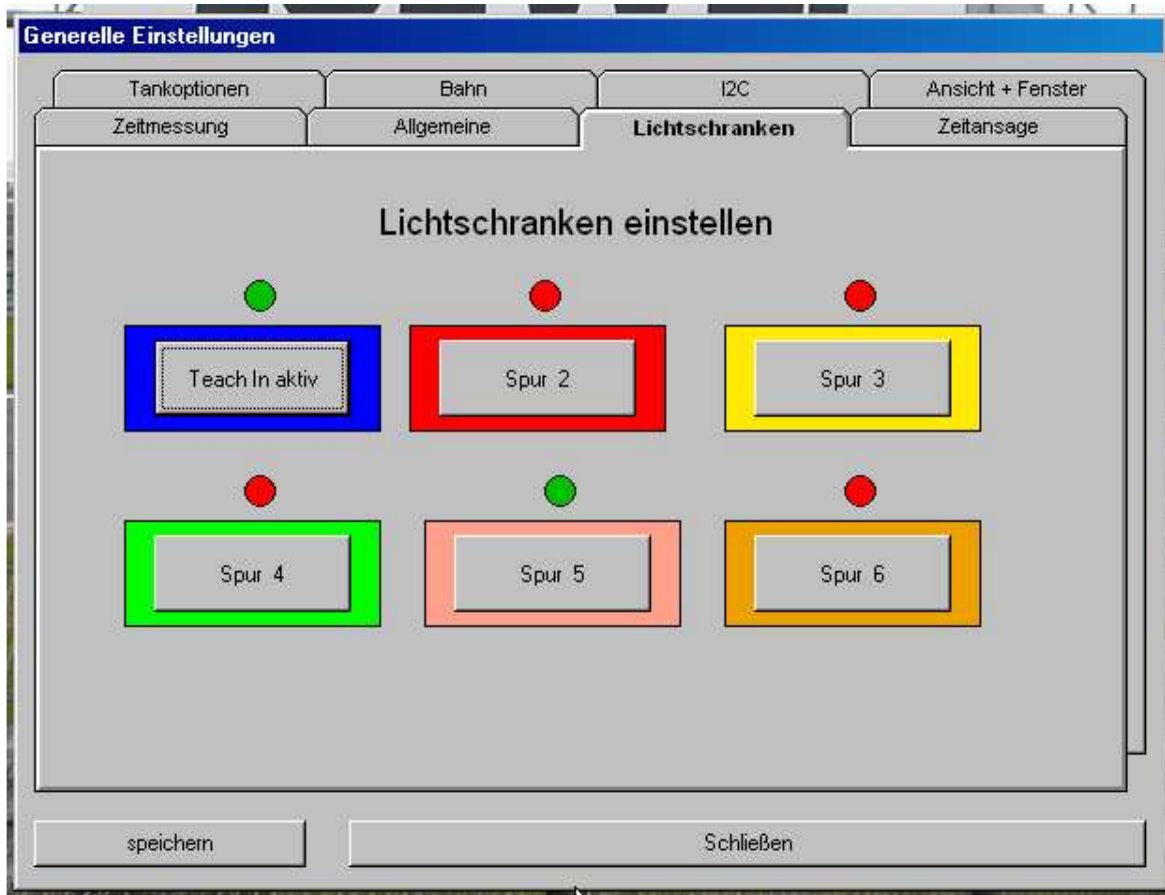 Generelle Einstellungen
Tankoptionen Bahn I2C Ansicht + Fenster
Zeitmessung Allgemeine Lichtschranken Zeitansage
Lichtschranken einstellen
Teach In aktiv Spur 2 Spur 3
Spur 4 Spur 5 Spur 6
speichern Schließen